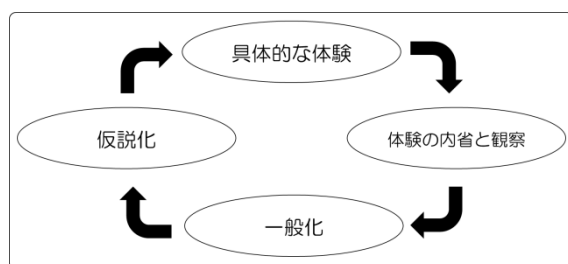 具体的な体験
体験の内省と観察
一般化
仮説化